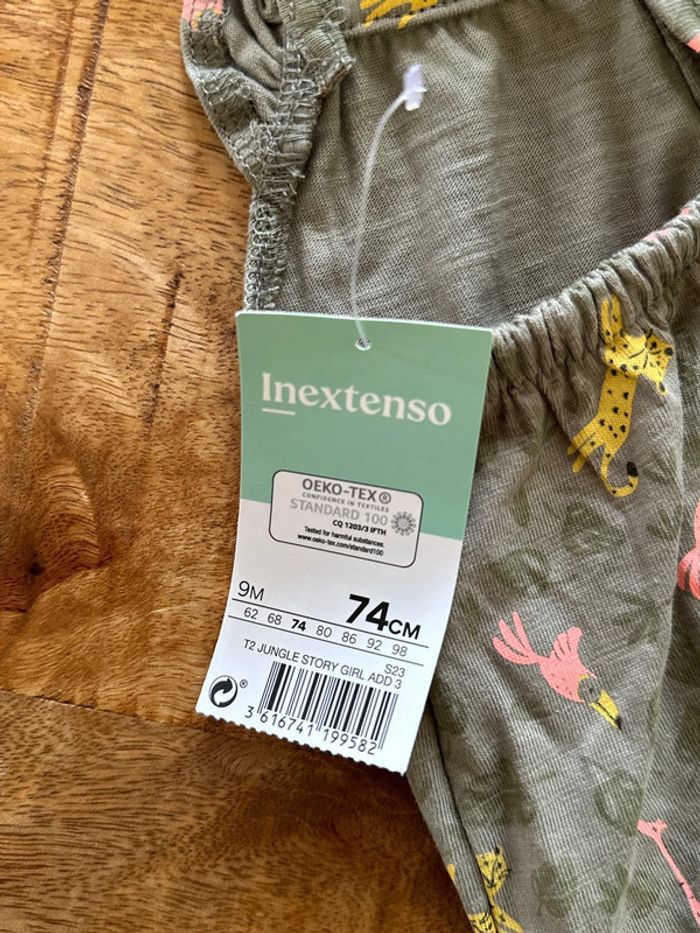 Inextenso
OEKO-TEX®
CONFIDENCE IN TEXTILES
STANDARD 100
CQ 1203/3 IFTH
Tested for harmful substances.
www.oeko-tex.com/standard100
9M 74CM
62 68 74 80 86 92 98
S23
T2 JUNGLE STORY GIRL ADD 3
®
3 616741 199582